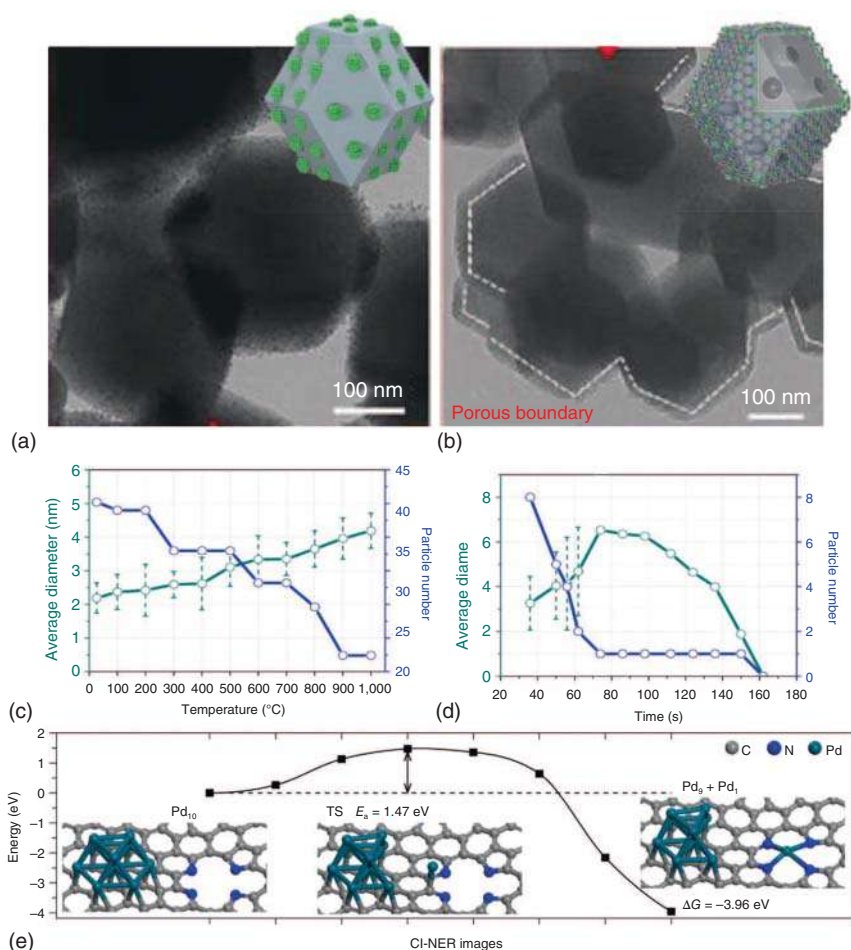 100 nm
(a)
Porous boundary
100 nm
(b)
Average diameter (nm)
6
5
4
3
2
1
0
0 100 200 300 400 500 600 700 800 900 1,000
Temperature (°C)
45
40
35
30
25
20
Particle number
(c)
Average diame
8
6
4
2
0
20 40 60 80 100 120 140 160 180
Time (s)
8
6
4
2
0
Particle number
(d)
Energy (eV)
2
1
0
-1
-2
-3
-4
C N Pd
Pd₁₀
TS Eₐ = 1.47 eV
Pd₉ + Pd₁
ΔG = −3.96 eV
CI-NER images
(e)